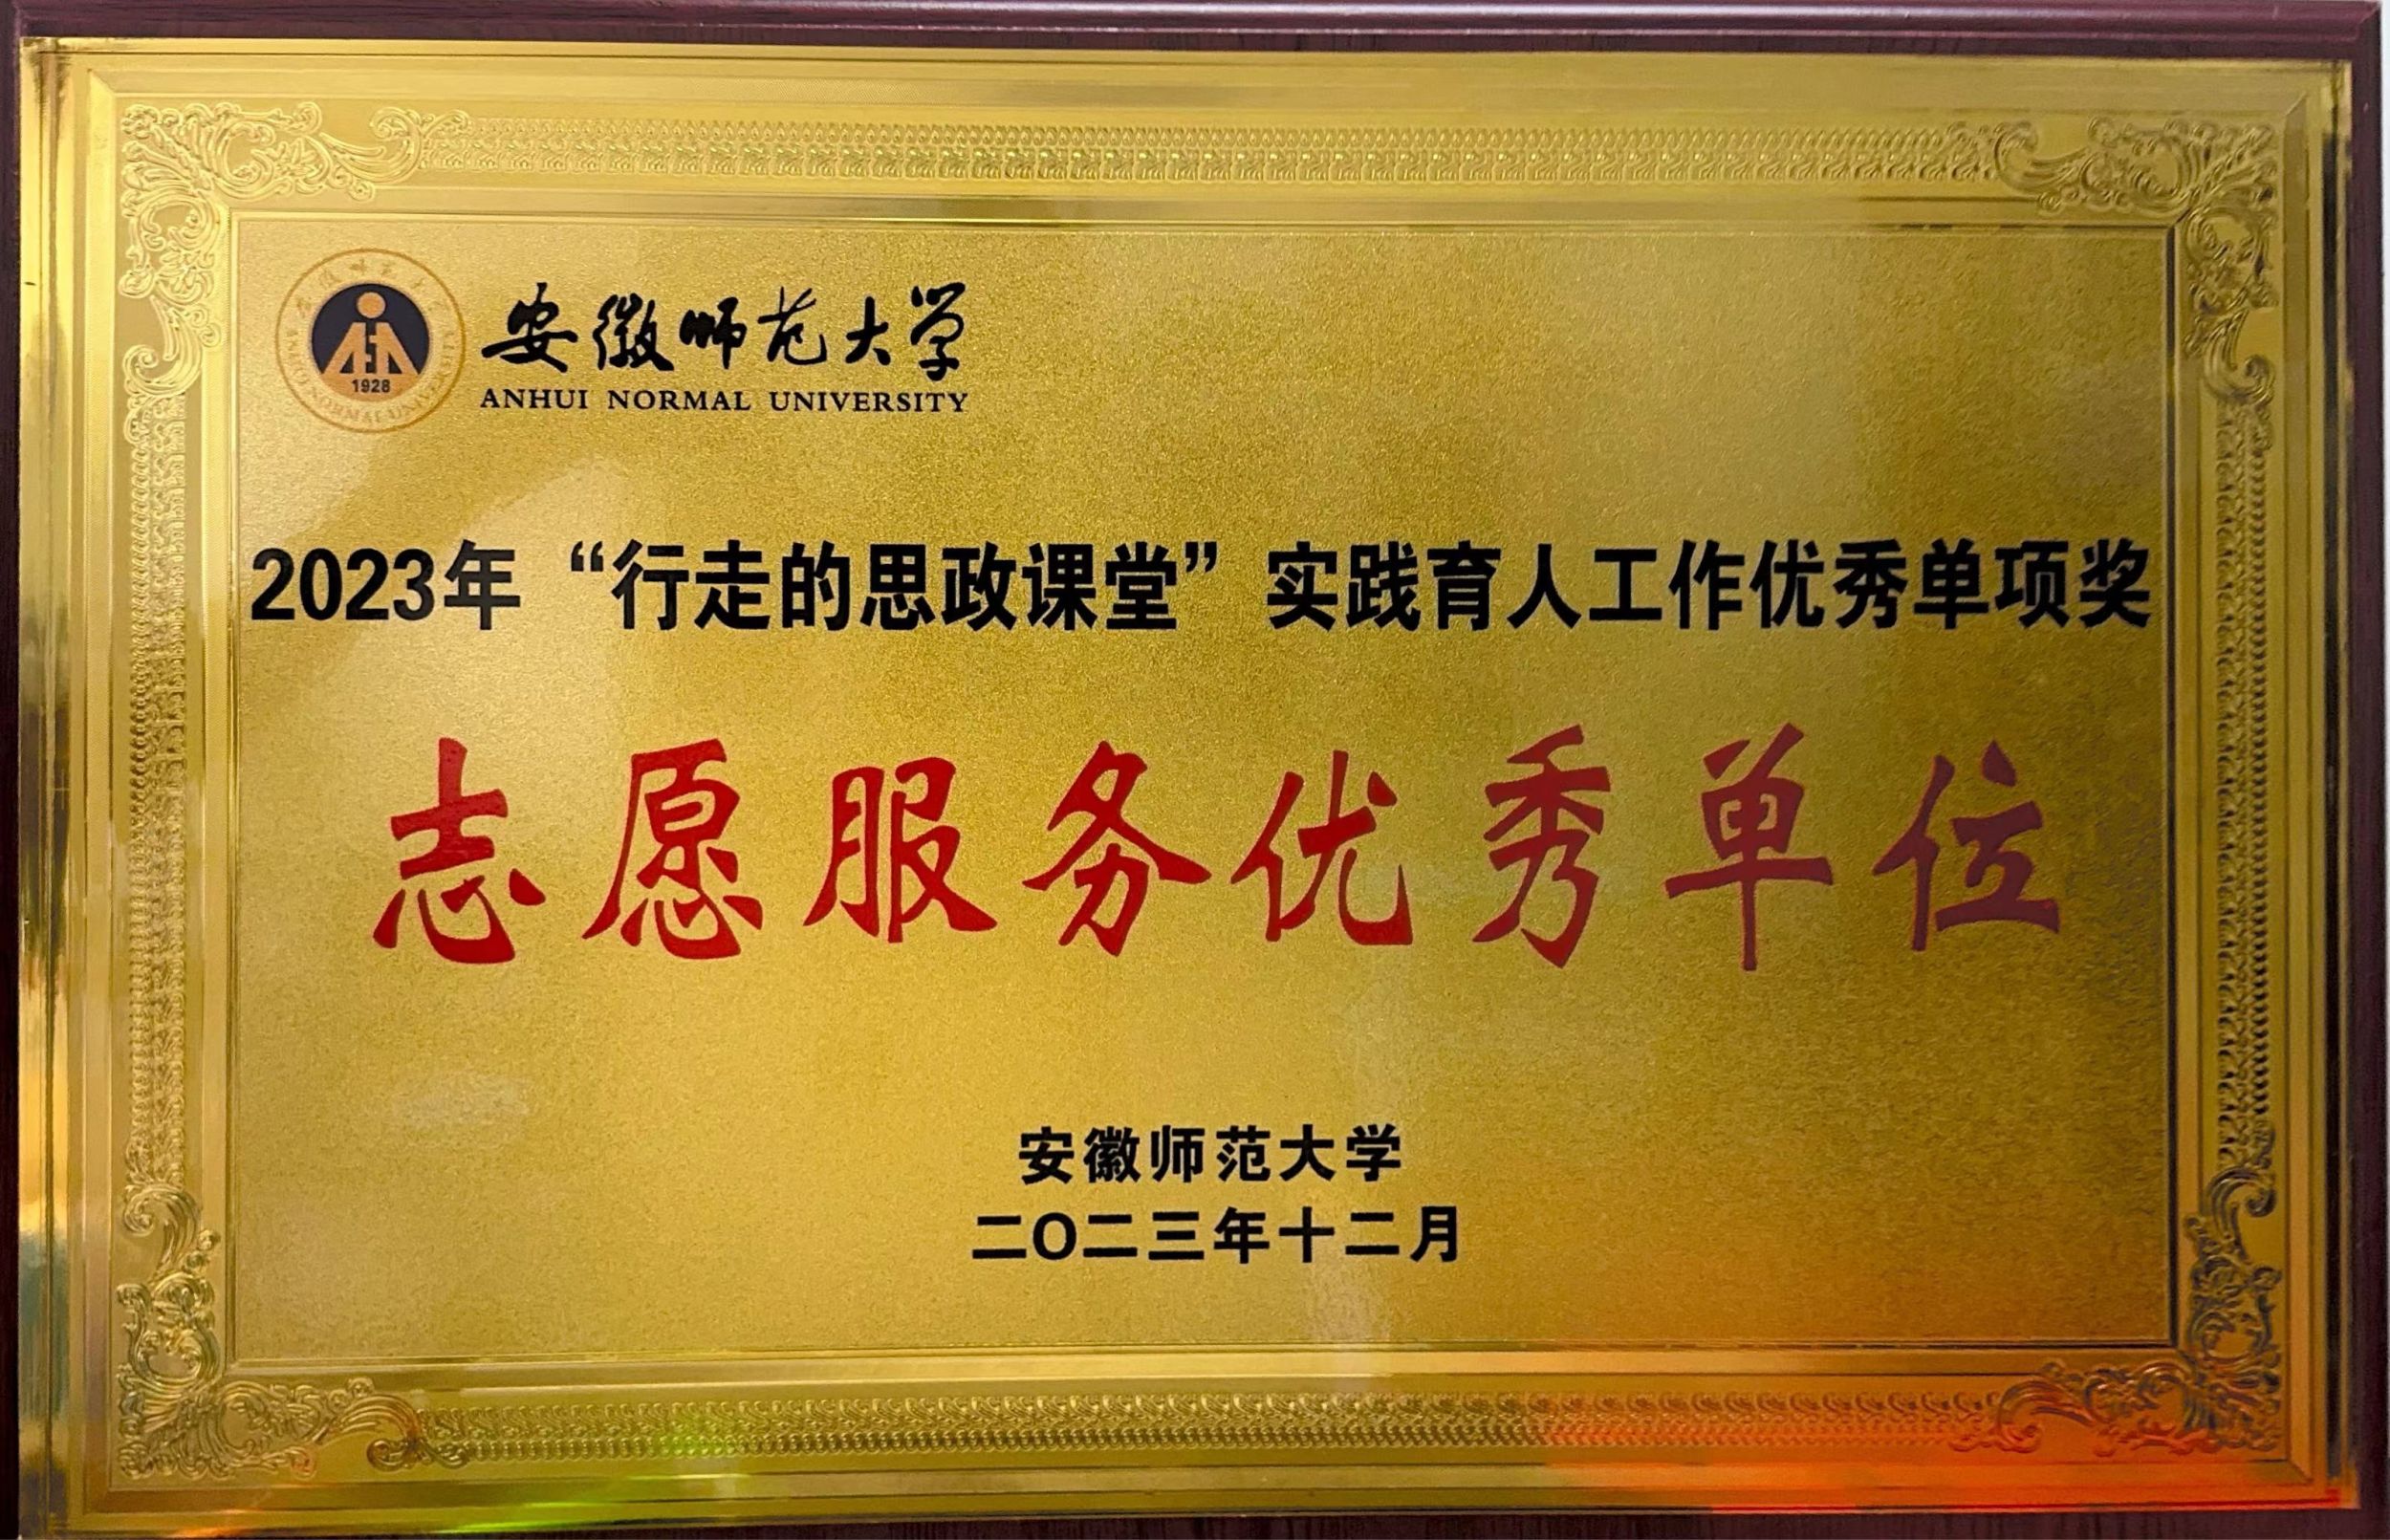 安徽师范大学
ANHUI NORMAL UNIVERSITY
1928
2023年“行走的思政课堂”实践育人工作优秀单项奖
志愿服务优秀单位
安徽师范大学
二〇二三年十二月